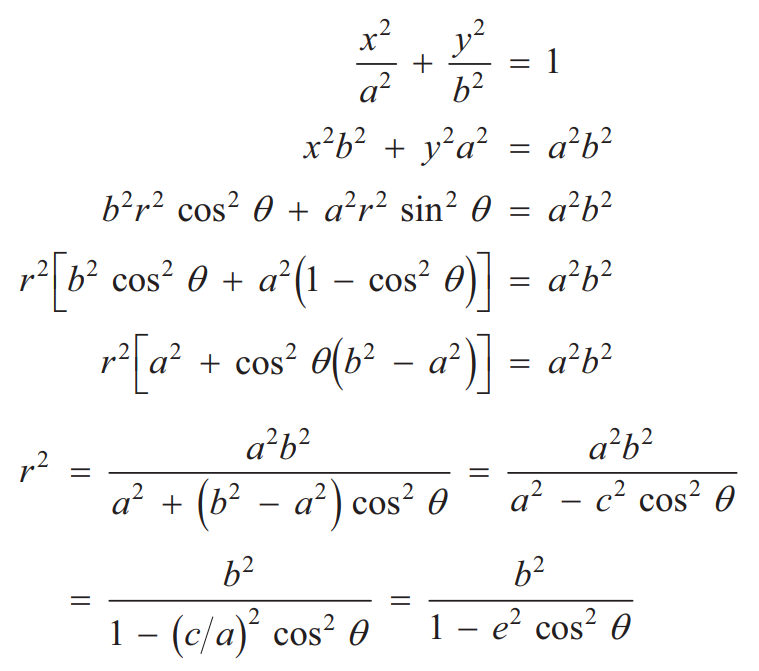 x²/a² + y²/b² = 1
x²b² + y²a² = a²b²
b²r² cos² θ + a²r² sin² θ = a²b²
r²[b² cos² θ + a²(1 − cos² θ)] = a²b²
r²[a² + cos² θ(b² − a²)] = a²b²
r² = a²b²/(a² + (b² − a²) cos² θ) = a²b²/(a² − c² cos² θ)
= b²/(1 − (c/a)² cos² θ) = b²/(1 − e² cos² θ)